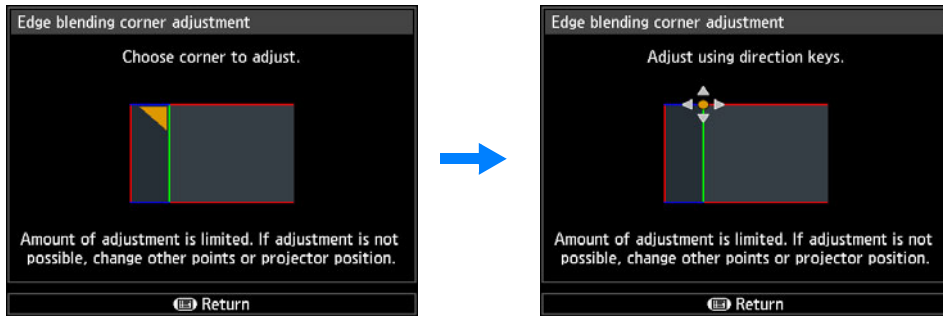 Edge blending corner adjustment
Choose corner to adjust.
Amount of adjustment is limited. If adjustment is not
possible, change other points or projector position.
Return
Edge blending corner adjustment
Adjust using direction keys.
Amount of adjustment is limited. If adjustment is not
possible, change other points or projector position.
Return